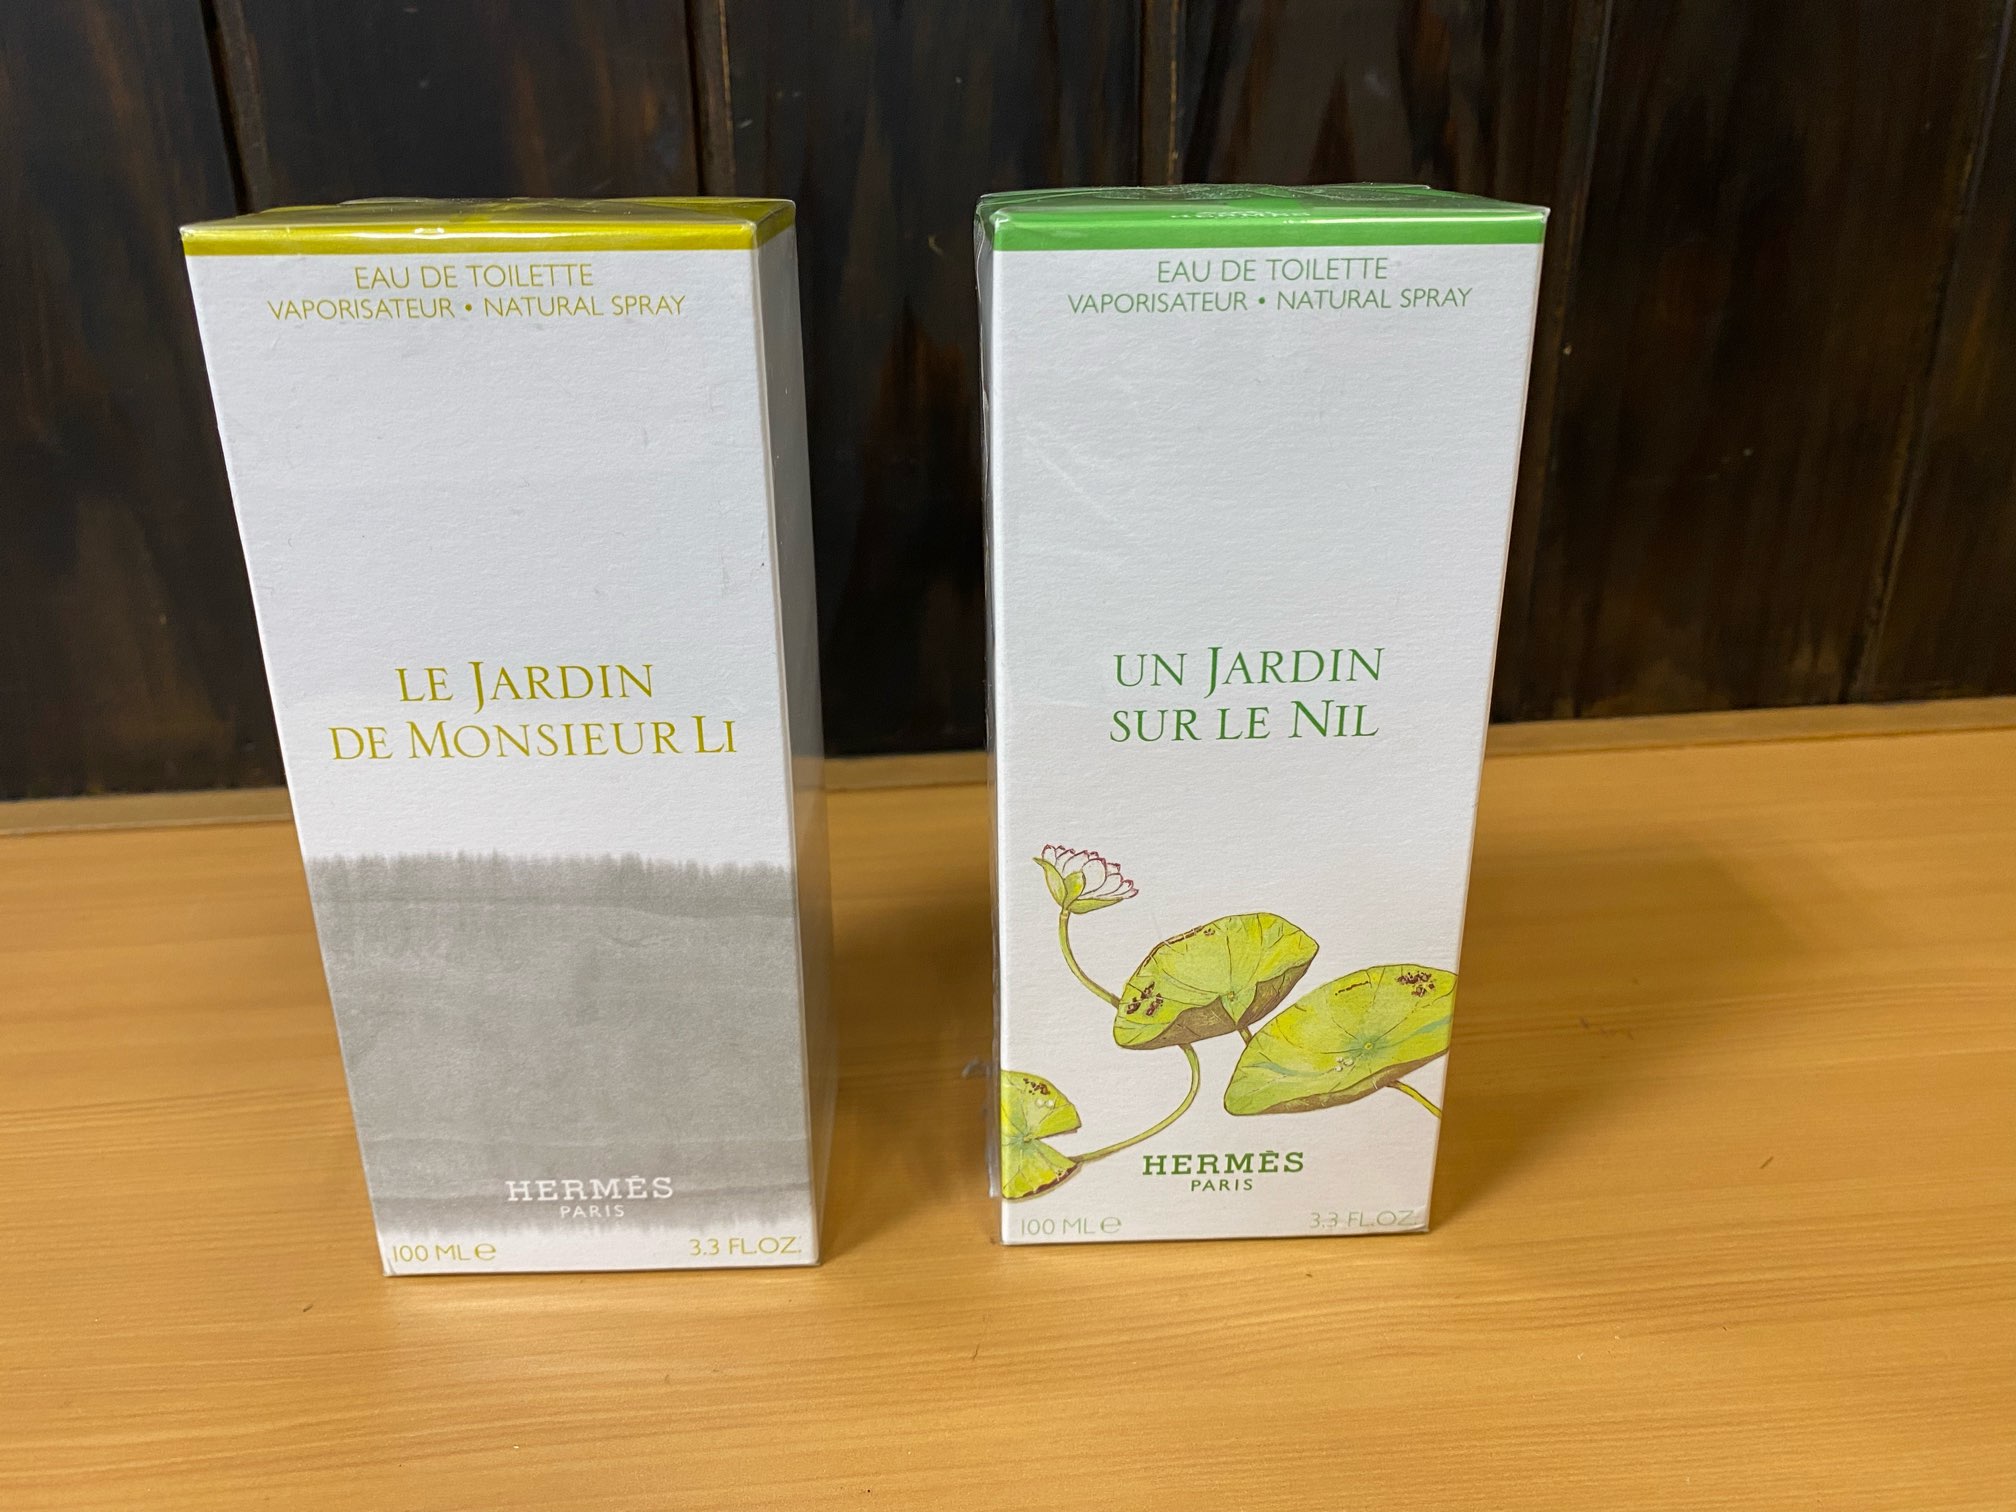 EAU DE TOILETTE
VAPORISATEUR • NATURAL SPRAY
LE JARDIN
DE MONSIEUR LI
HERMÈS
PARIS
100 ML e
3.3 FL.OZ.
HERMÈS
EAU DE TOILETTE
VAPORISATEUR • NATURAL SPRAY
UN JARDIN
SUR LE NIL
HERMÈS
PARIS
100 ML e
3.3 FL.OZ.